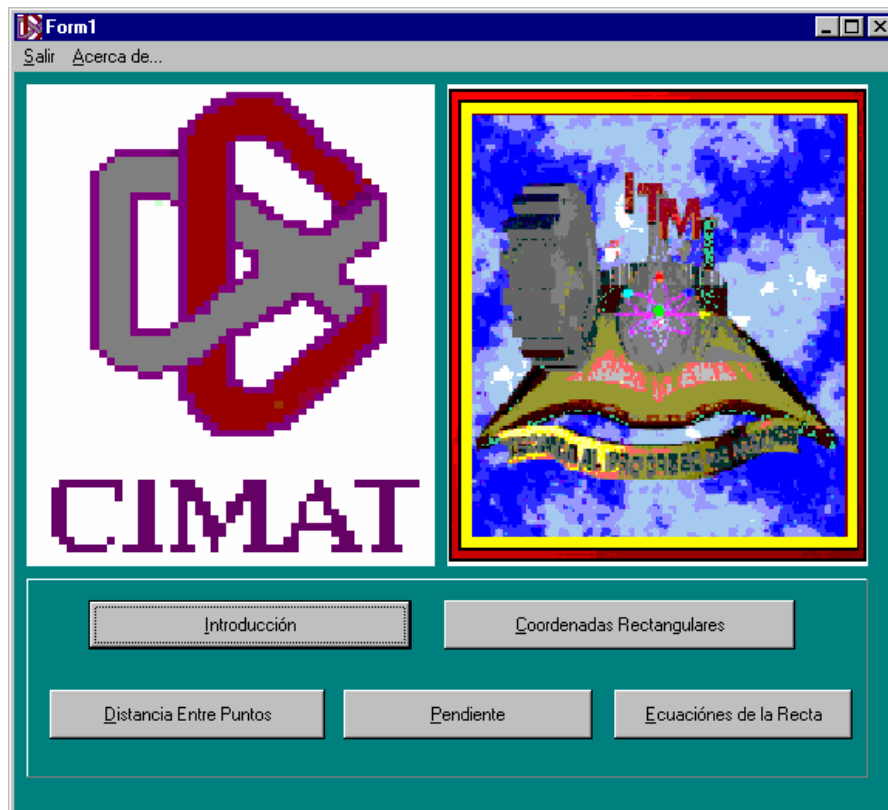 Form1
Salir Acerca de...
ITM
CIMAT
Introducción
Coordenadas Rectangulares
Distancia Entre Puntos
Pendiente
Ecuaciónes de la Recta